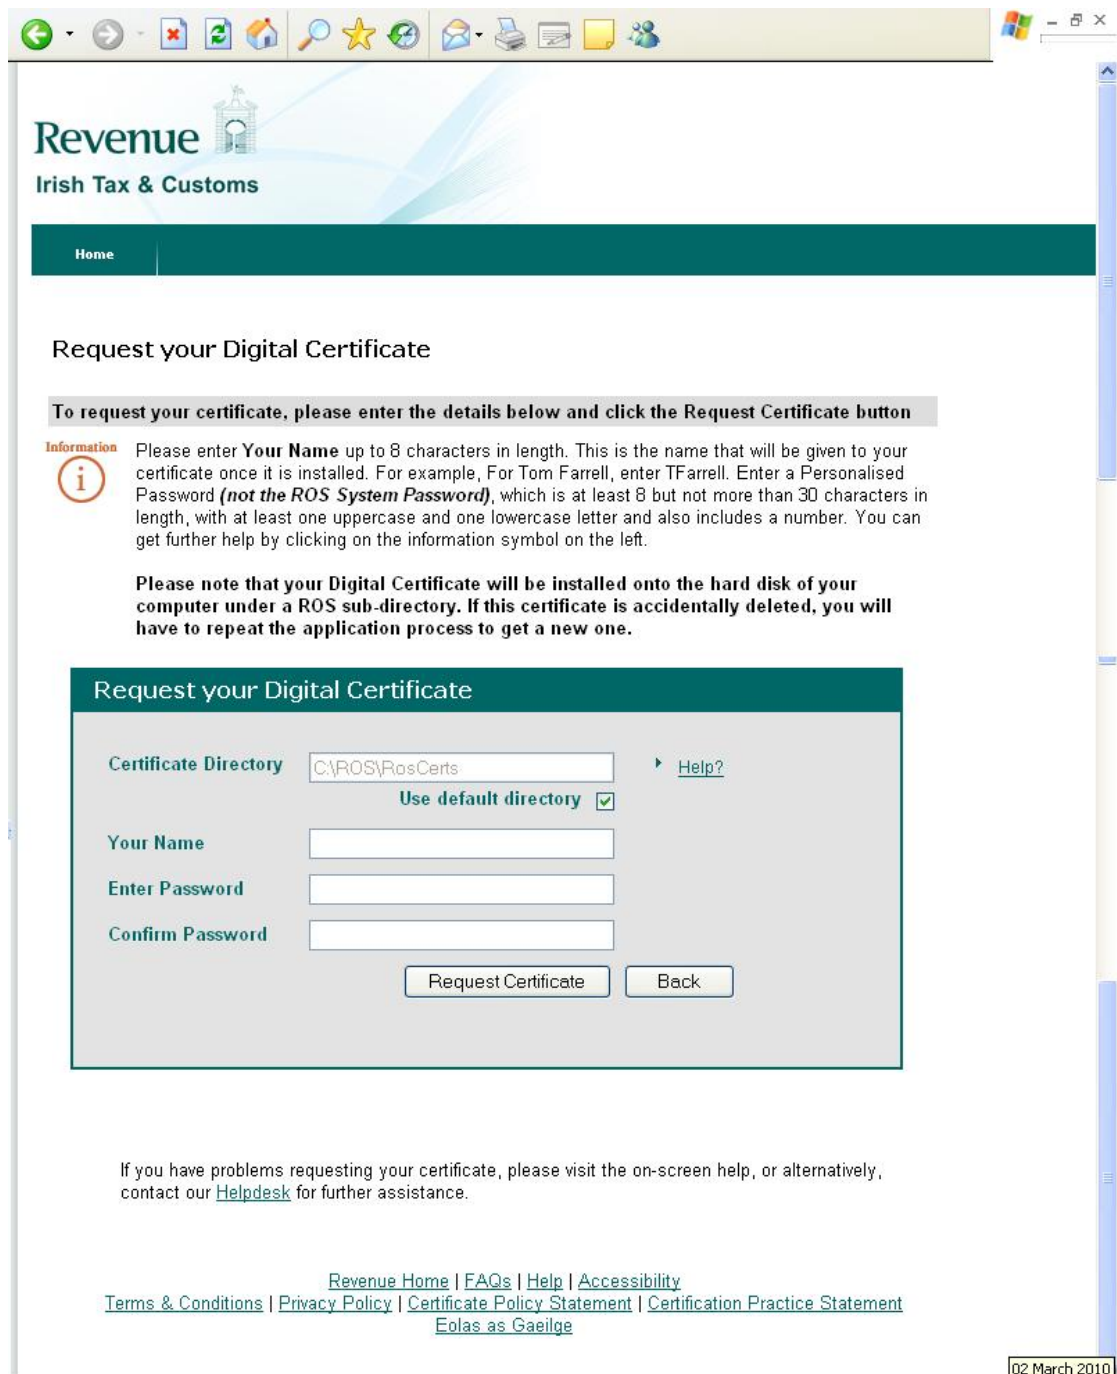 Revenue
Irish Tax & Customs
Home
Request your Digital Certificate
To request your certificate, please enter the details below and click the Request Certificate button
Information
Please enter Your Name up to 8 characters in length. This is the name that will be given to your
certificate once it is installed. For example, For Tom Farrell, enter TFarrell. Enter a Personalised
Password (not the ROS System Password), which is at least 8 but not more than 30 characters in
length, with at least one uppercase and one lowercase letter and also includes a number. You can
get further help by clicking on the information symbol on the left.
Please note that your Digital Certificate will be installed onto the hard disk of your
computer under a ROS sub-directory. If this certificate is accidentally deleted, you will
have to repeat the application process to get a new one.
Request your Digital Certificate
Certificate Directory C:\ROS\RosCerts Help?
Use default directory
Your Name
Enter Password
Confirm Password
Request Certificate Back
If you have problems requesting your certificate, please visit the on-screen help, or alternatively,
contact our Helpdesk for further assistance.
Revenue Home | FAQs | Help | Accessibility
Terms & Conditions | Privacy Policy | Certificate Policy Statement | Certification Practice Statement
Eolas as Gaeilge
02 March 2010